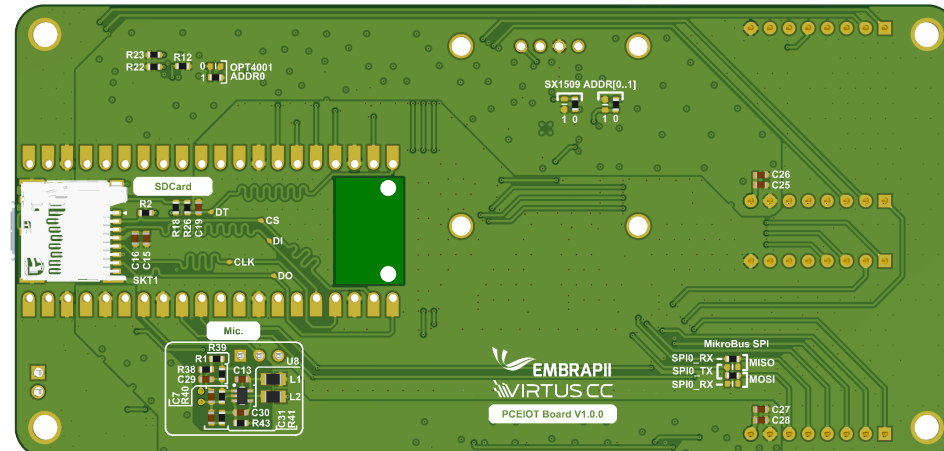 R23
R22
R12
0
OPT4001
1
ADDR0
SX1509 ADDR[0..1]
1 0
1 0
SDCard
R2
R18
R26
C19
DT
CS
DI
CLK
DO
C16
C15
SKT1
C26
C25
Mic.
R39
R1
R38
C29
C7
R40
C13
U8
L1
L2
C30
R43
C31
R41
EMBRAPII
VIRTUS CC
PCEIOT Board V1.0.0
MikroBus SPI
SPI0_RX
MISO
SPI0_TX
MOSI
SPI0_RX
C27
C28